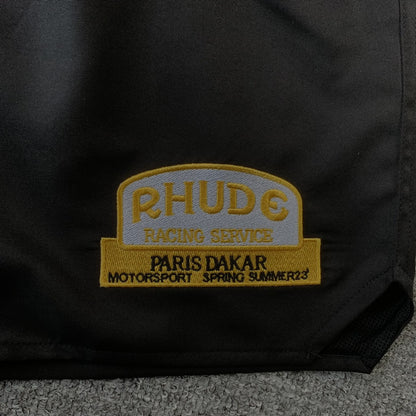 RHUDE
RACING SERVICE
PARIS DAKAR
MOTORSPORT SPRING SUMMER23'